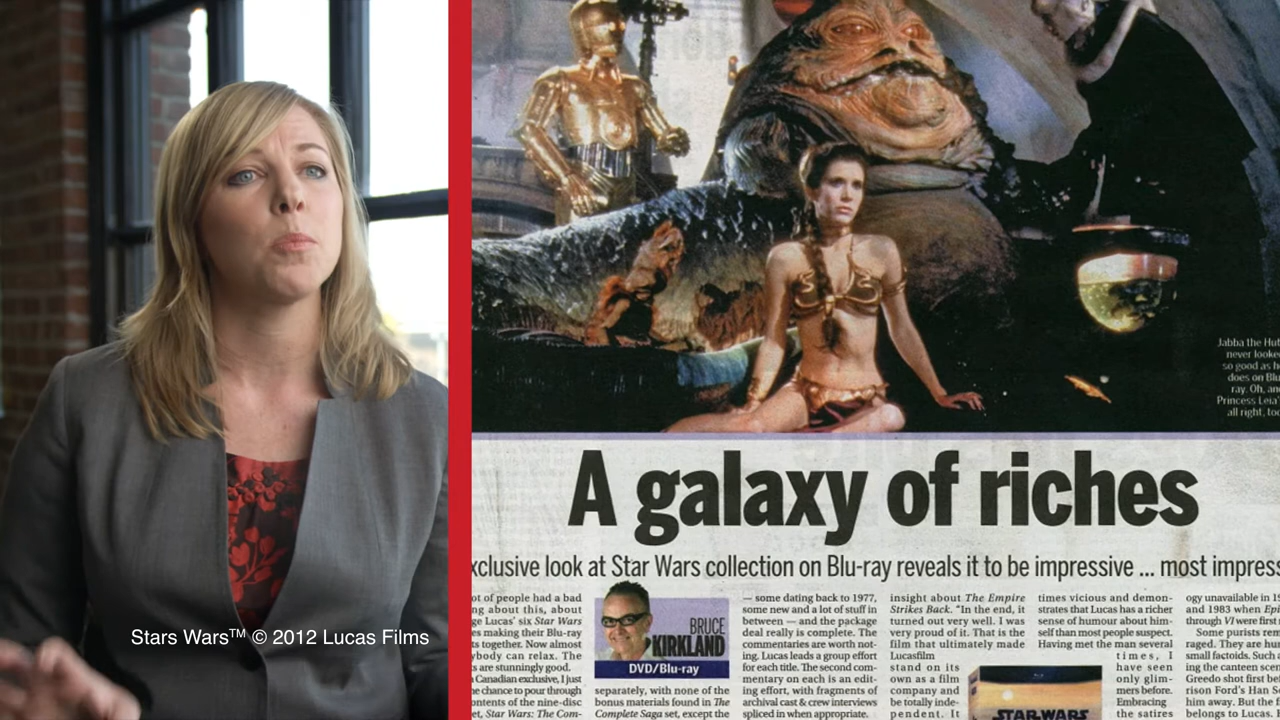 Jabba the Hut
never looke
so good as h
does on Blu
ray. Oh, an
Princess Leia'
all right, too
A galaxy of riches
xclusive look at Star Wars collection on Blu-ray reveals it to be impressive ... most impress
ot of people had a bad
ng about this, about
e Lucas' six Star Wars
es making their Blu-ray
ts together. Now almost
ybody can relax. The
s are stunningly good.
a Canadian exclusive, I just
he chance to pour through
ontents of the nine-disc
et, Star Wars: The Com-
BRUCE
KIRKLAND
DVD/Blu-ray
separately, with none of the
bonus materials found in The
Complete Saga set, except the
— some dating back to 1977,
some new and a lot of stuff in
between — and the package
deal really is complete. The
commentaries are worth not-
ing. Lucas leads a group effort
for each title. The second com-
mentary on each is an edit-
ing effort, with fragments of
archival cast & crew interviews
spliced in when appropriate.
insight about The Empire
Strikes Back. "In the end, it
turned out very well. I was
very proud of it. That is the
film that ultimately made
Lucasfilm
stand on its
own as a film
company and
be totally inde-
pendent. It
STAR WARS
times vicious and demon-
strates that Lucas has a richer
sense of humour about him-
self than most people suspect.
Having met the man several
times, I
have seen
only glim-
mers before.
Embracing
the satires
ogy unavailable in 19
and 1983 when Ep
through VI were first r
Some purists rem
raged. They are hun
small factoids. Such a
ing the canteen scen
Greedo shot first be
rison Ford's Han S
him away. But the
belongs to Lucas.
Stars Wars™ © 2012 Lucas Films